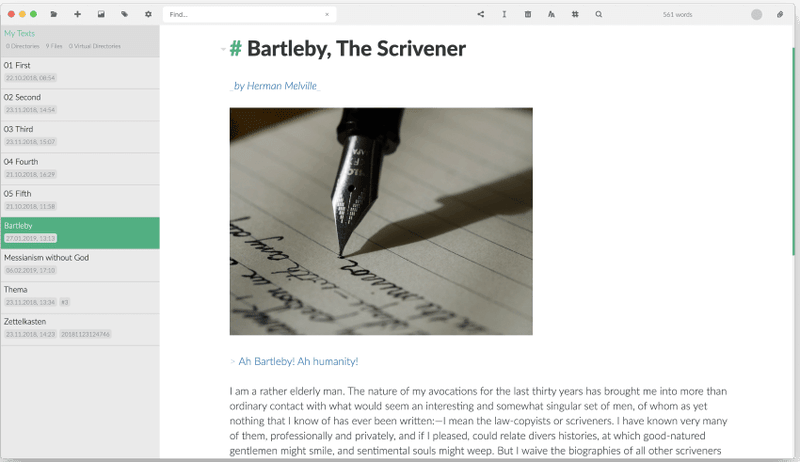 Find...
×
561 words
My Texts
0 Directories 9 Files 0 Virtual Directories
01 First
22.10.2018, 08:54
02 Second
23.11.2018, 14:54
03 Third
23.11.2018, 15:07
04 Fourth
21.10.2018, 16:29
05 Fifth
21.10.2018, 11:58
Bartleby
27.01.2019, 13:13
Messianism without God
06.02.2019, 17:10
Thema
23.11.2018, 13:34 #3
Zettelkasten
23.11.2018, 14:23 20181123124746
# Bartleby, The Scrivener
_by Herman Melville_
> Ah Bartleby! Ah humanity!
I am a rather elderly man. The nature of my avocations for the last thirty years has brought me into more than
ordinary contact with what would seem an interesting and somewhat singular set of men, of whom as yet
nothing that I know of has ever been written:—I mean the law-copyists or scriveners. I have known very many
of them, professionally and privately, and if I pleased, could relate divers histories, at which good-natured
gentlemen might smile, and sentimental souls might weep. But I waive the biographies of all other scriveners